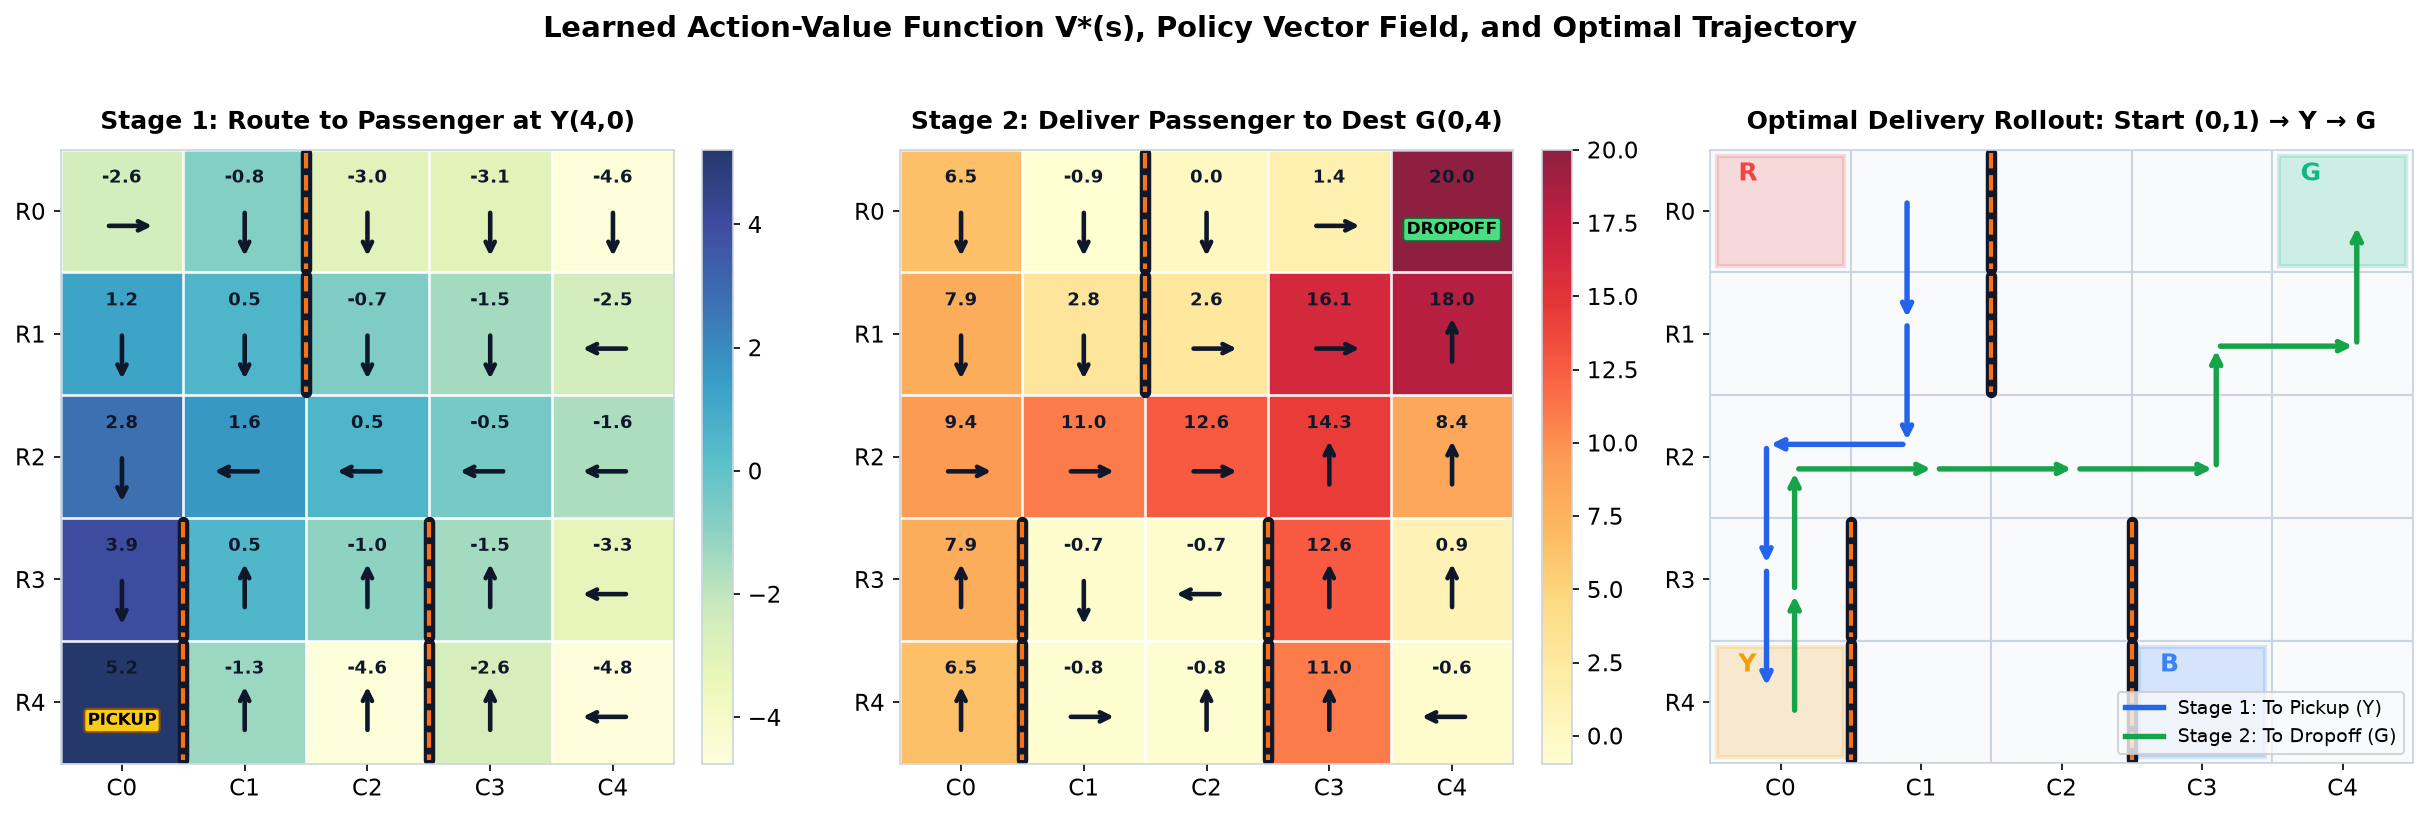 Learned Action-Value Function V*(s), Policy Vector Field, and Optimal Trajectory
Stage 1: Route to Passenger at Y(4,0)
R0 -2.6 -0.8 -3.0 -3.1 -4.6
R1 1.2 0.5 -0.7 -1.5 -2.5
R2 2.8 1.6 0.5 -0.5 -1.6
R3 3.9 0.5 -1.0 -1.5 -3.3
R4 5.2 -1.3 -4.6 -2.6 -4.8
PICKUP
C0 C1 C2 C3 C4
4
2
0
−2
−4
Stage 2: Deliver Passenger to Dest G(0,4)
R0 6.5 -0.9 0.0 1.4 20.0
DROPOFF
R1 7.9 2.8 2.6 16.1 18.0
R2 9.4 11.0 12.6 14.3 8.4
R3 7.9 -0.7 -0.7 12.6 0.9
R4 6.5 -0.8 -0.8 11.0 -0.6
C0 C1 C2 C3 C4
20.0
17.5
15.0
12.5
10.0
7.5
5.0
2.5
0.0
Optimal Delivery Rollout: Start (0,1) → Y → G
R G
R0
R1
R2
R3
Y B
R4
Stage 1: To Pickup (Y)
Stage 2: To Dropoff (G)
C0 C1 C2 C3 C4